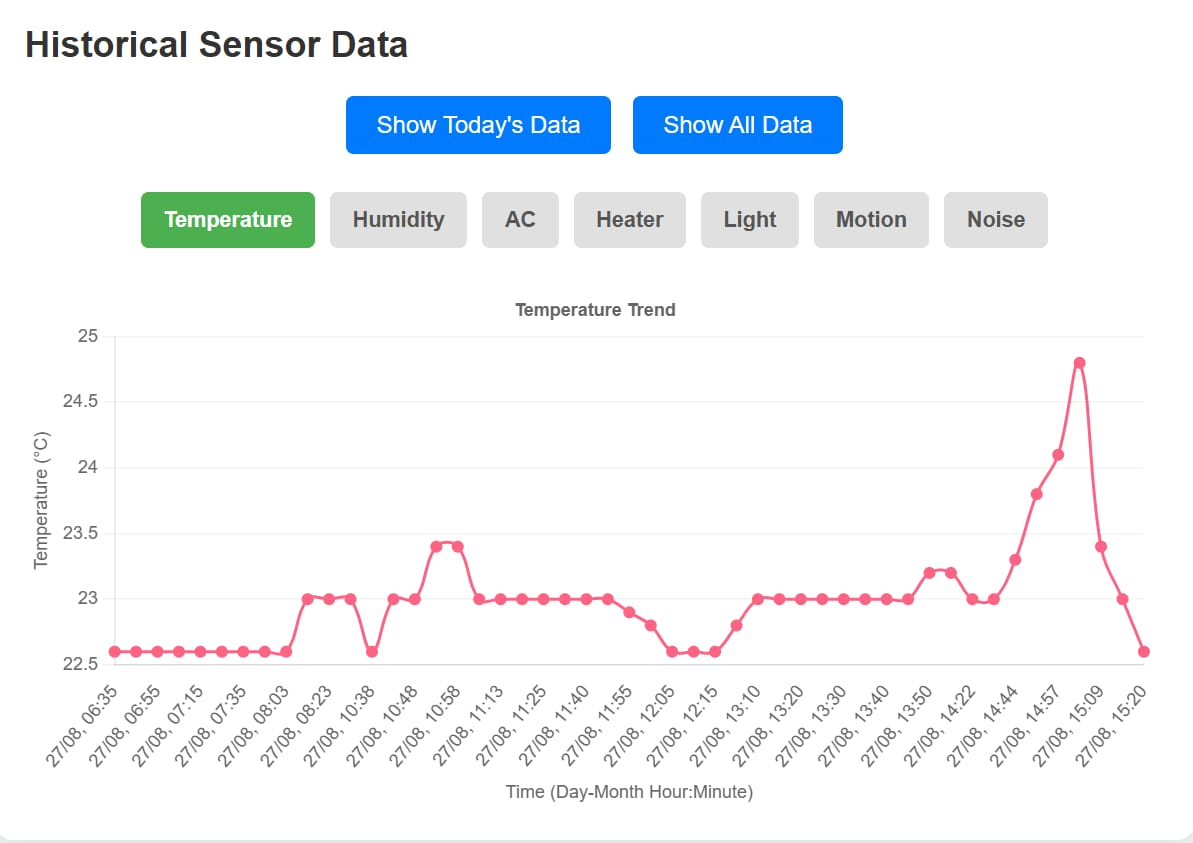 Historical Sensor Data
Show Today's Data Show All Data
Temperature Humidity AC Heater Light Motion Noise
Temperature Trend
25
24.5
24
23.5
23
22.5
Temperature (°C)
27/08, 06:35 27/08, 06:55 27/08, 07:15 27/08, 07:35 27/08, 08:03 27/08, 08:23 27/08, 10:38 27/08, 10:48 27/08, 10:58 27/08, 11:13 27/08, 11:25 27/08, 11:40 27/08, 11:55 27/08, 12:05 27/08, 12:15 27/08, 13:10 27/08, 13:20 27/08, 13:30 27/08, 13:40 27/08, 13:50 27/08, 14:22 27/08, 14:44 27/08, 14:57 27/08, 15:09 27/08, 15:20
Time (Day-Month Hour:Minute)